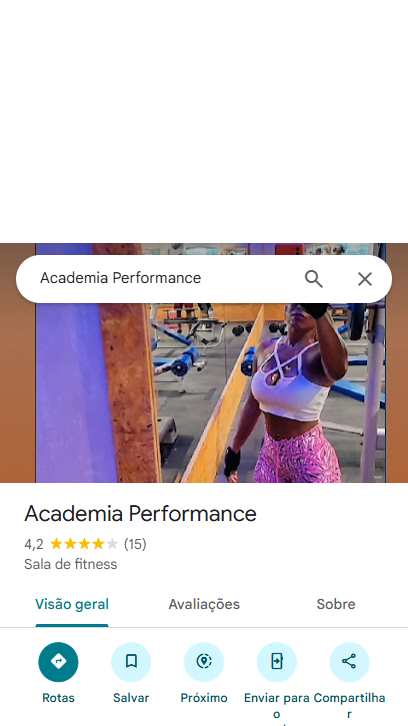 Academia Performance
Academia Performance
4,2 (15)
Sala de fitness
Visão geral Avaliações Sobre
Rotas Salvar Próximo Enviar para o Compartilhar